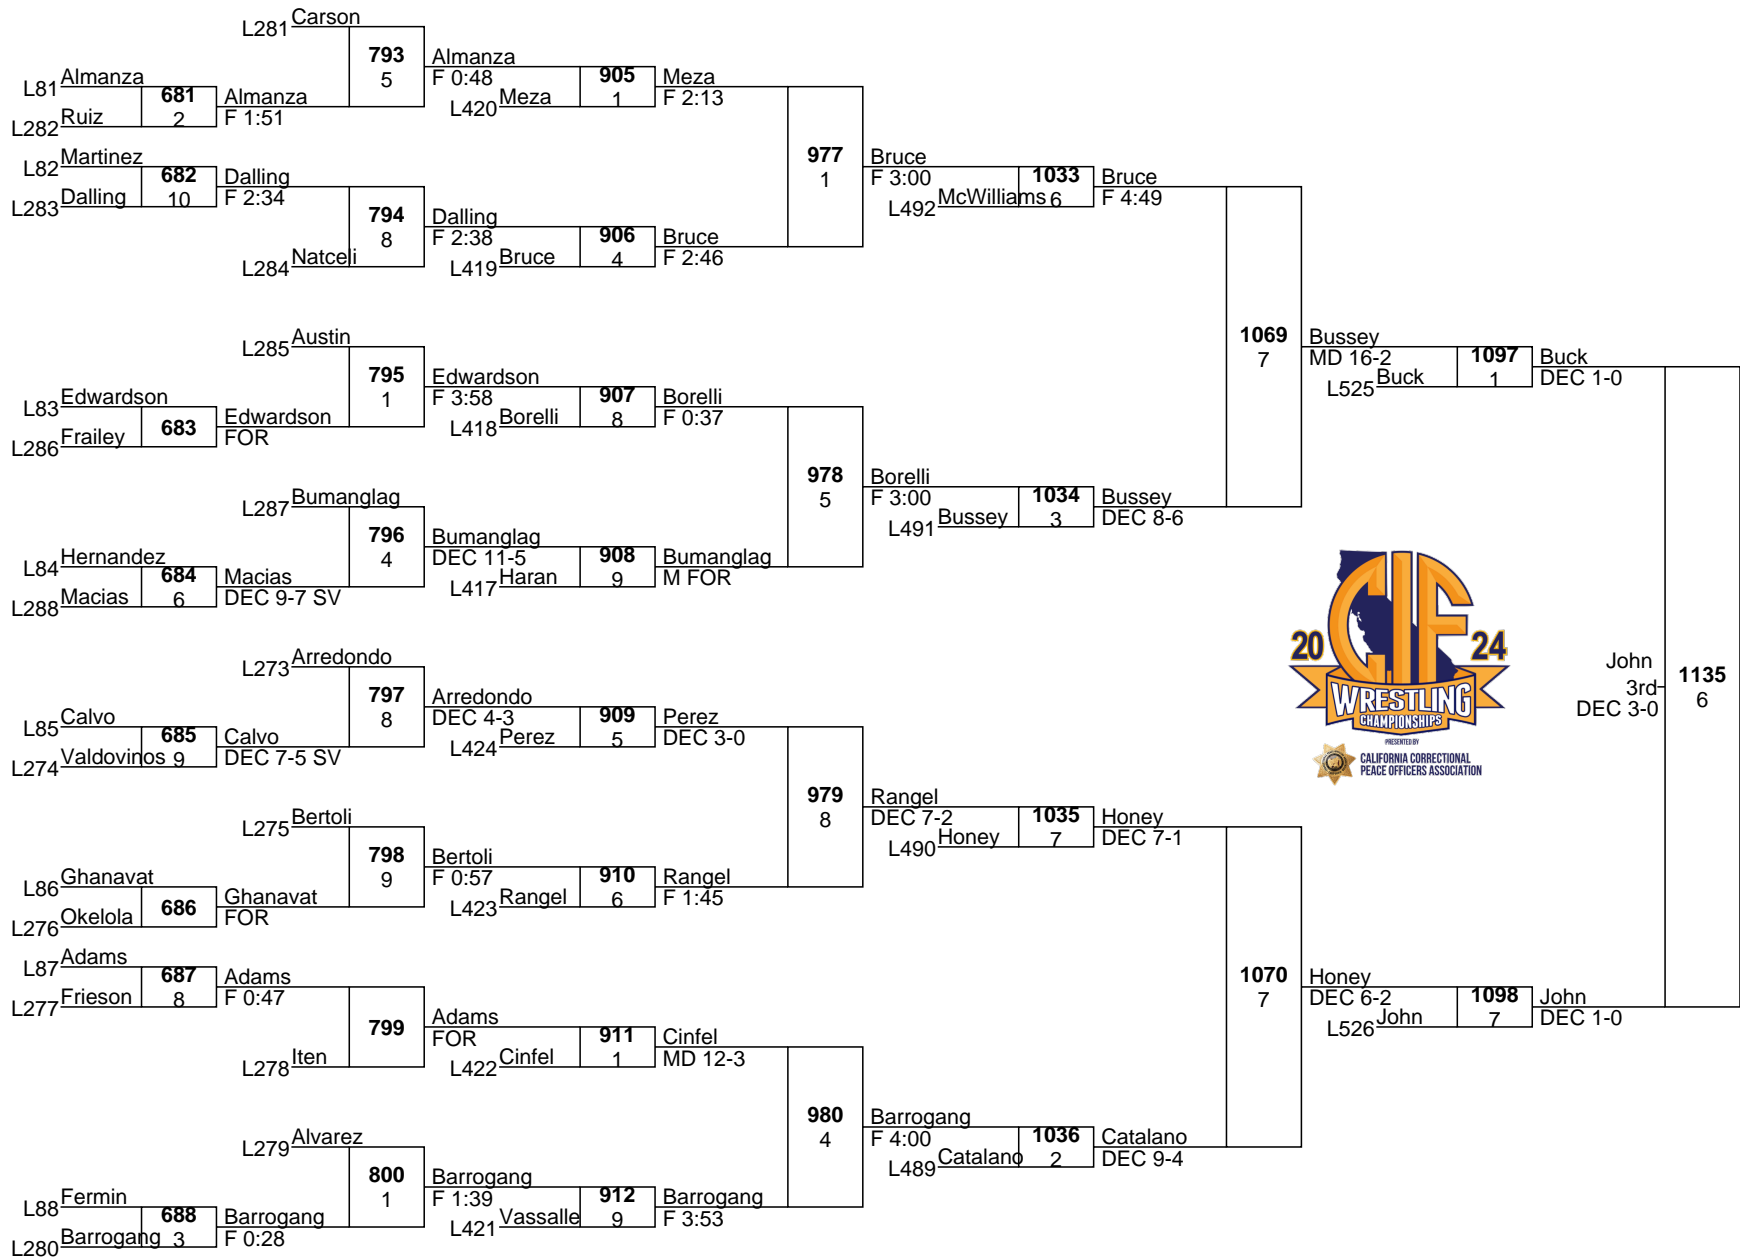 Carson
L281
793
5
Almanza
F 0:48
L81
Almanza
681
2
Almanza
F 1:51
L282
Ruiz
905
1
L420
Meza
Meza
F 2:13
L82
Martinez
682
10
Dalling
F 2:34
L283
Dalling
794
8
Dalling
F 2:38
L284
Natceli
906
4
L419
Bruce
Bruce
F 2:46
977
1
Bruce
F 3:00
1033
6
L492
McWilliams
Bruce
F 4:49
L285
Austin
795
1
Edwardson
F 3:58
L83
Edwardson
683
Edwardson
FOR
L286
Frailey
907
8
L418
Borelli
Borelli
F 0:37
L287
Bumanglag
796
4
Bumanglag
DEC 11-5
L84
Hernandez
684
6
Macias
DEC 9-7 SV
L288
Macias
908
9
L417
Haran
Bumanglag
M FOR
978
5
Borelli
F 3:00
1034
3
L491
Bussey
Bussey
DEC 8-6
1069
7
Bussey
MD 16-2
1097
1
L525
Buck
Buck
DEC 1-0
L273
Arredondo
797
8
Arredondo
DEC 4-3
L85
Calvo
685
9
Calvo
DEC 7-5 SV
L274
Valdovinos
909
5
L424
Perez
Perez
DEC 3-0
L275
Bertoli
798
9
Bertoli
F 0:57
L86
Ghanavat
686
Ghanavat
FOR
L276
Okelola
910
6
L423
Rangel
Rangel
F 1:45
979
8
Rangel
DEC 7-2
1035
7
L490
Honey
Honey
DEC 7-1
L87
Adams
687
8
Adams
F 0:47
L277
Frieson
799
Adams
FOR
L278
Iten
911
1
L422
Cinfel
Cinfel
MD 12-3
L279
Alvarez
800
1
Barrogang
F 1:39
L88
Fermin
688
3
Barrogang
F 0:28
L280
Barrogang
912
9
L421
Vassalle
Barrogang
F 3:53
980
4
Barrogang
F 4:00
1036
2
L489
Catalano
Catalano
DEC 9-4
1070
7
Honey
DEC 6-2
1098
7
L526
John
John
DEC 1-0
John
3rd
DEC 3-0
1135
6
20 CIF 24
WRESTLING
CHAMPIONSHIPS
PRESENTED BY
CALIFORNIA CORRECTIONAL
PEACE OFFICERS ASSOCIATION